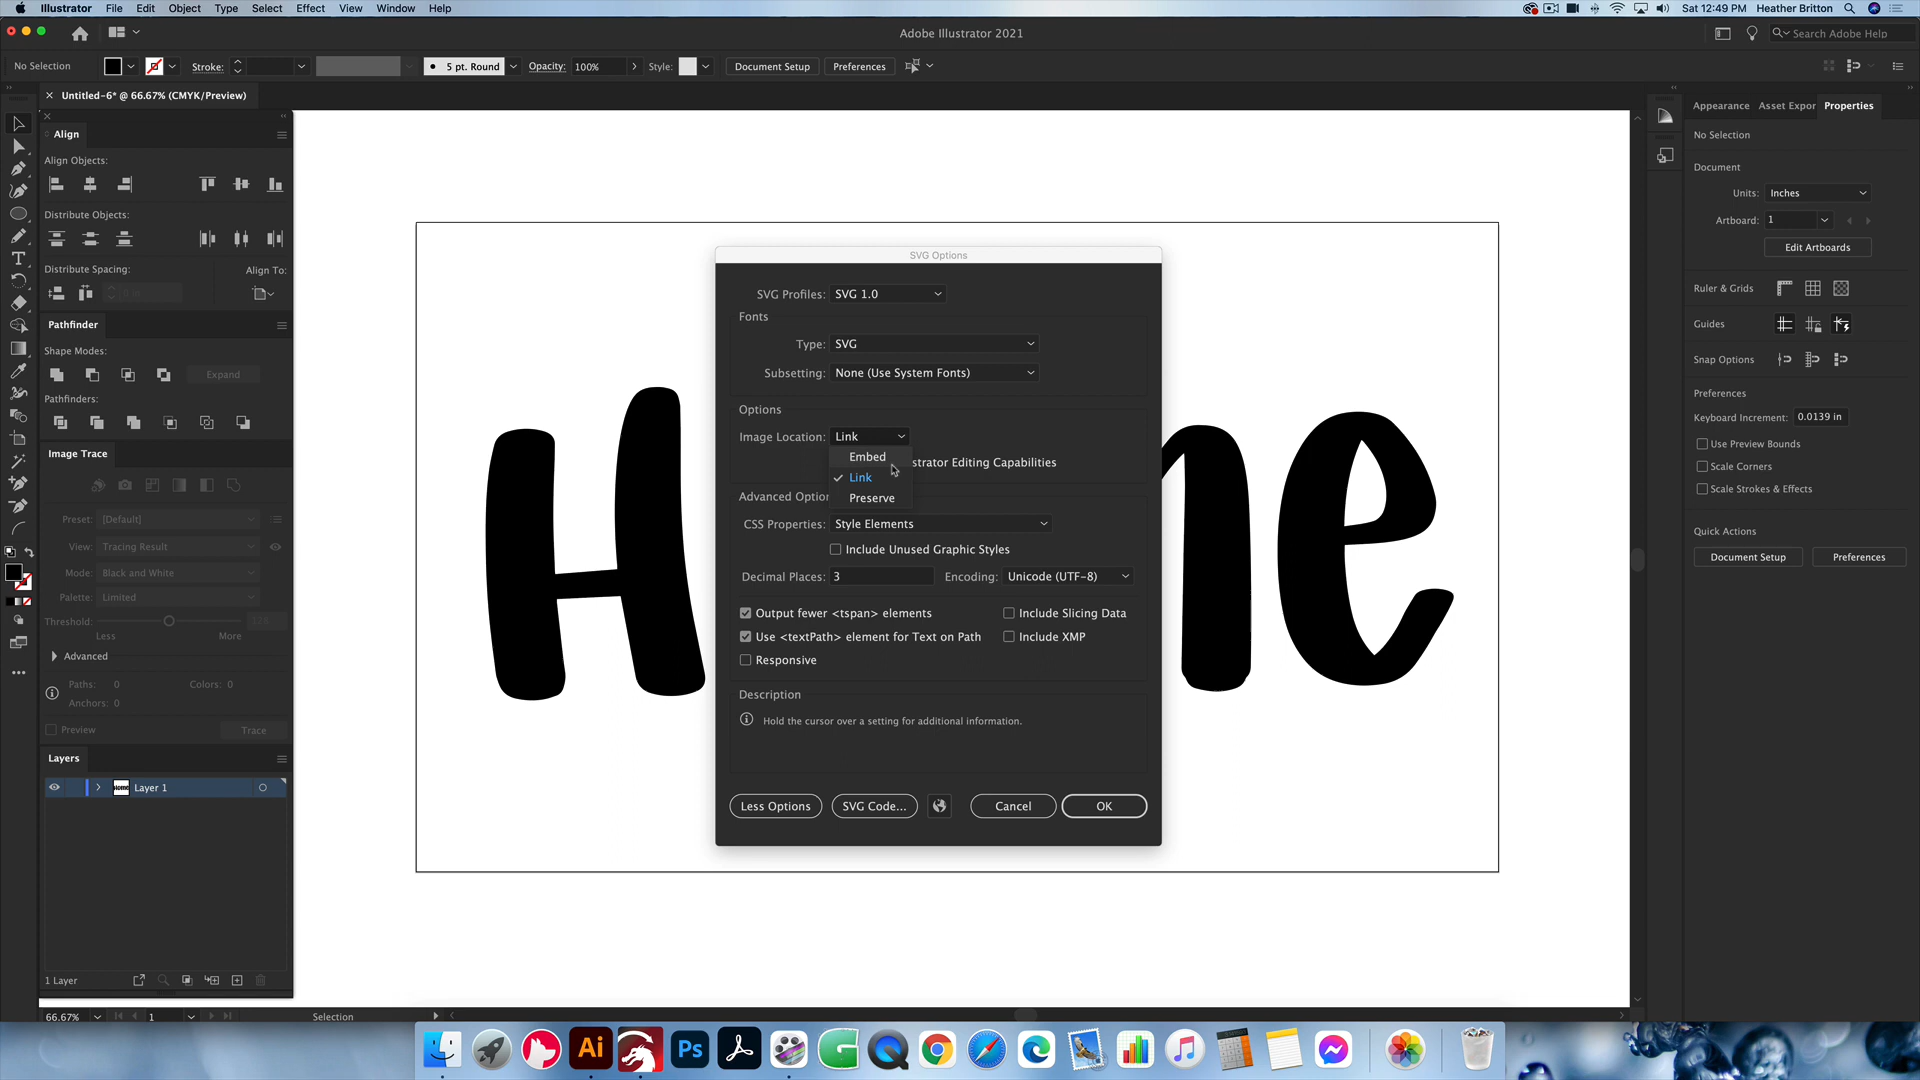 Illustrator File Edit Object Type Select Effect View Window Help
Sat 12:49 PM Heather Britton
Adobe Illustrator 2021
Search Adobe Help
No Selection
Stroke:
5 pt. Round
Opacity: 100%
Style:
Document Setup
Preferences
Untitled-6* @ 66.67% (CMYK/Preview)
Align
Align Objects:
Distribute Objects:
Distribute Spacing:
Align To:
0 in
Pathfinder
Shape Modes:
Expand
Pathfinders:
Image Trace
Preset: [Default]
View: Tracing Result
Mode: Black and White
Palette: Limited
Threshold:
Less More
Advanced
Paths: 0 Colors: 0
Anchors: 0
Preview
Trace
Layers
Layer 1
1 Layer
66.67%
1
Selection
SVG Options
SVG Profiles: SVG 1.0
Fonts
Type: SVG
Subsetting: None (Use System Fonts)
Options
Image Location: Link
Embed
Link
Preserve
strator Editing Capabilities
Advanced Option
CSS Properties: Style Elements
Include Unused Graphic Styles
Decimal Places: 3 Encoding: Unicode (UTF-8)
Output fewer <tspan> elements Include Slicing Data
Use <textPath> element for Text on Path Include XMP
Responsive
Description
Hold the cursor over a setting for additional information.
Less Options SVG Code... Cancel OK
H me
Appearance Asset Expor Properties
No Selection
Document
Units: Inches
Artboard: 1
Edit Artboards
Ruler & Grids
Guides
Snap Options
Preferences
Keyboard Increment: 0.0139 in
Use Preview Bounds
Scale Corners
Scale Strokes & Effects
Quick Actions
Document Setup Preferences
Ai Ps